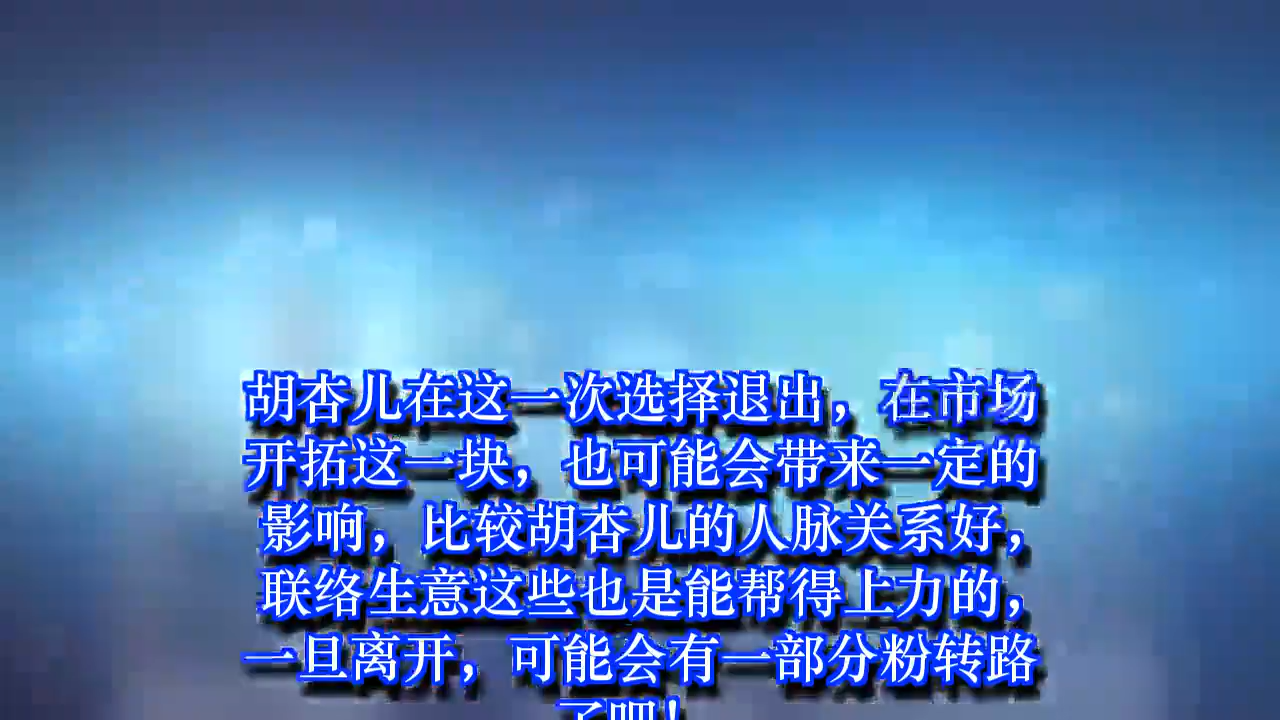 胡杏儿在这一次选择退出，在市场
开拓这一块，也可能会带来一定的
影响，比较胡杏儿的人脉关系好，
联络生意这些也是能帮得上力的，
一旦离开，可能会有一部分粉转路
了吧！